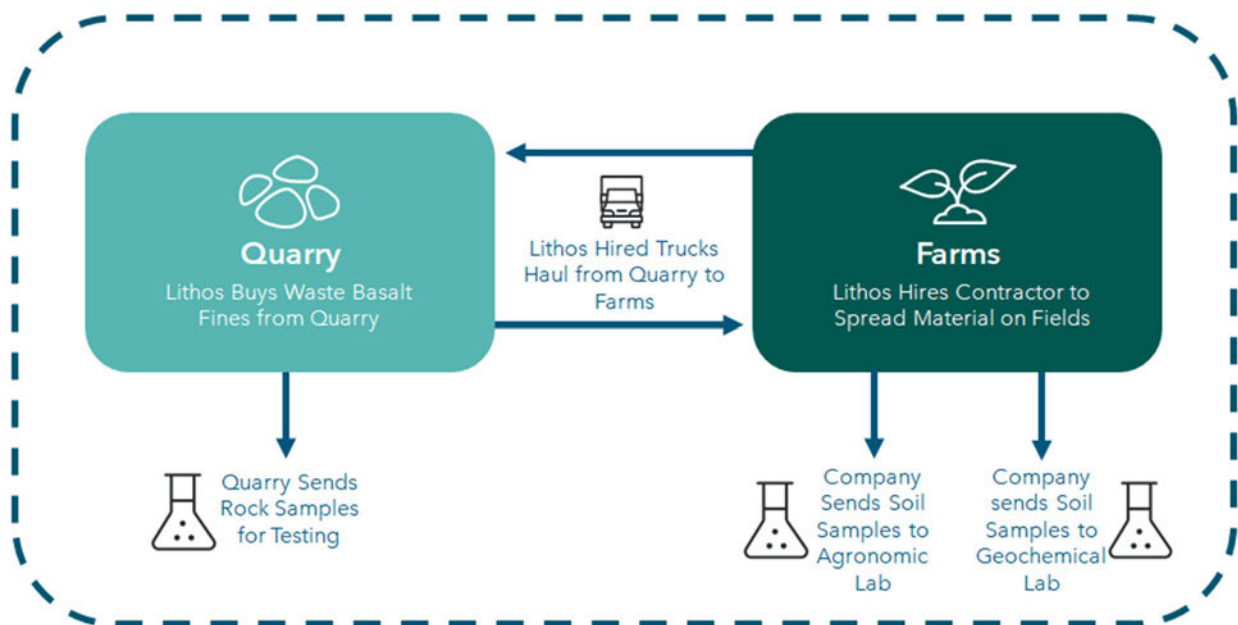 Quarry
Lithos Buys Waste Basalt
Fines from Quarry
Lithos Hired Trucks
Haul from Quarry to
Farms
Farms
Lithos Hires Contractor to
Spread Material on Fields
Quarry Sends
Rock Samples
for Testing
Company
Sends Soil
Samples to
Agronomic
Lab
Company
sends Soil
Samples to
Geochemical
Lab